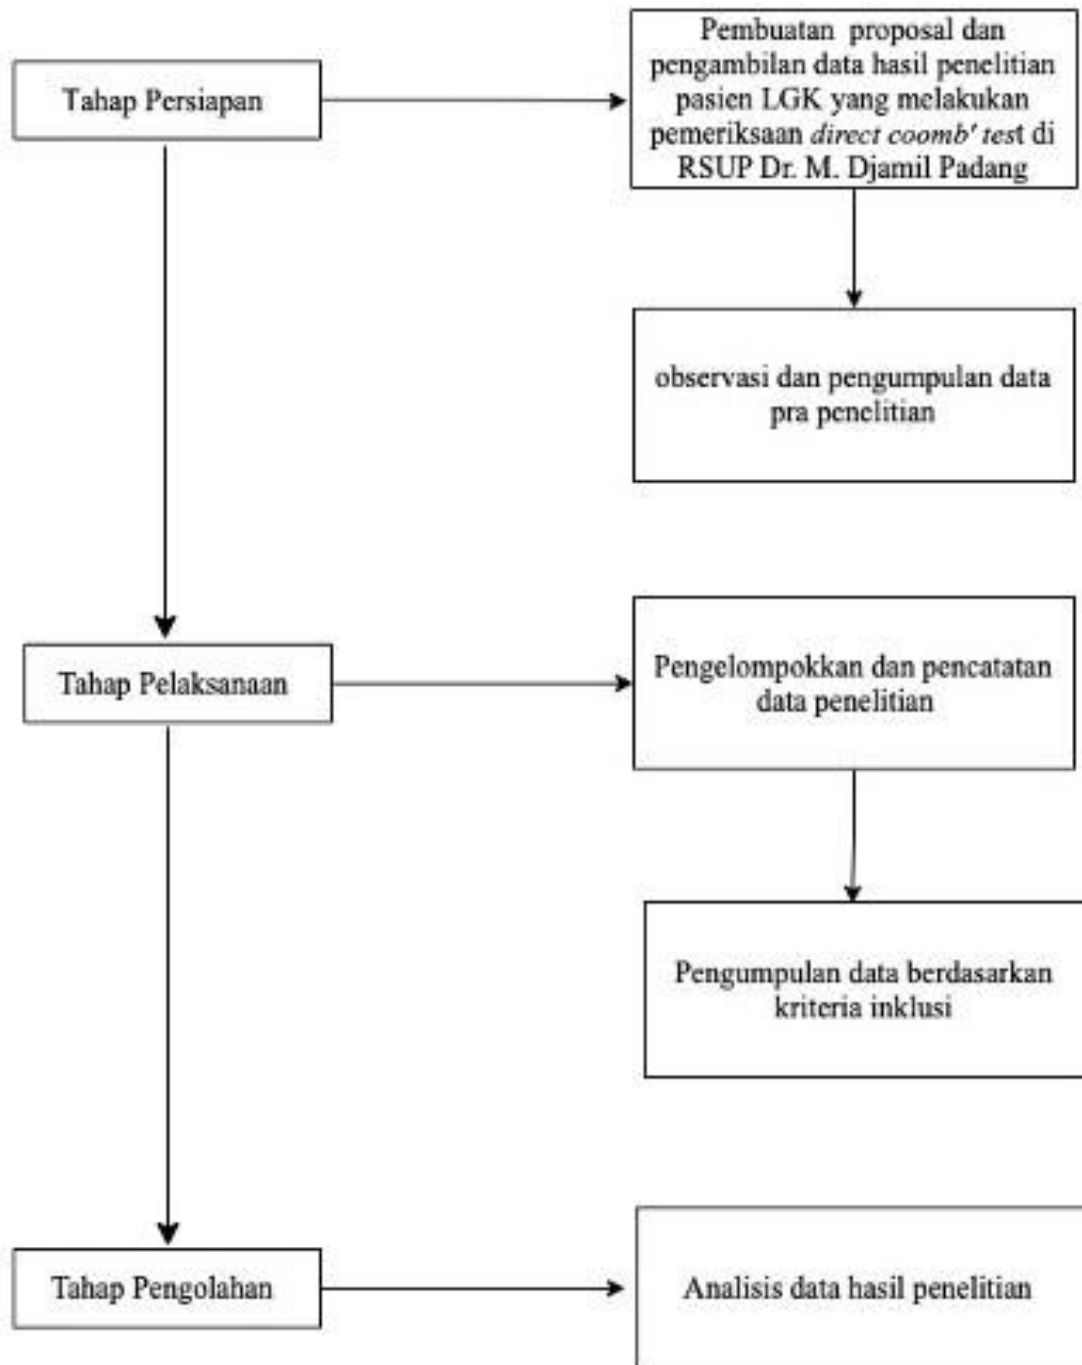 Tahap Persiapan
Pembuatan proposal dan
pengambilan data hasil penelitian
pasien LGK yang melakukan
pemeriksaan direct coomb' test di
RSUP Dr. M. Djamil Padang
observasi dan pengumpulan data
pra penelitian
Tahap Pelaksanaan
Pengelompokkan dan pencatatan
data penelitian
Pengumpulan data berdasarkan
kriteria inklusi
Tahap Pengolahan
Analisis data hasil penelitian